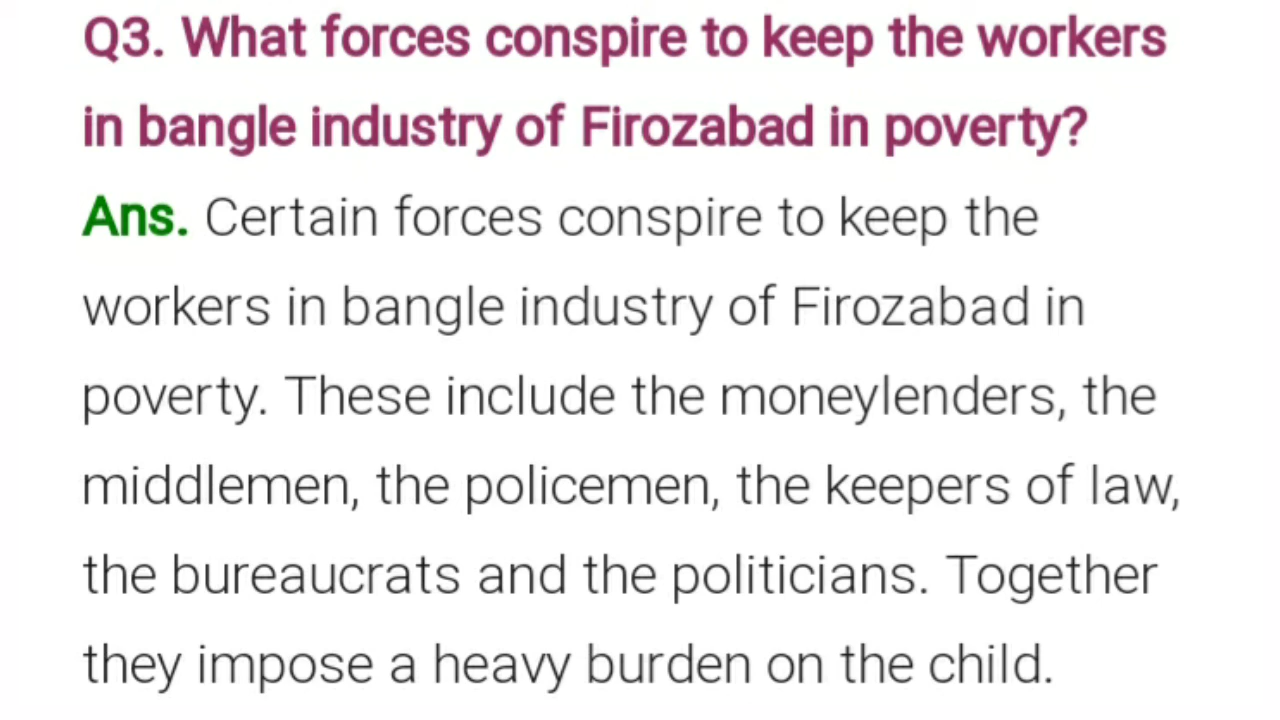 Q3. What forces conspire to keep the workers
in bangle industry of Firozabad in poverty?
Ans. Certain forces conspire to keep the
workers in bangle industry of Firozabad in
poverty. These include the moneylenders, the
middlemen, the policemen, the keepers of law,
the bureaucrats and the politicians. Together
they impose a heavy burden on the child.